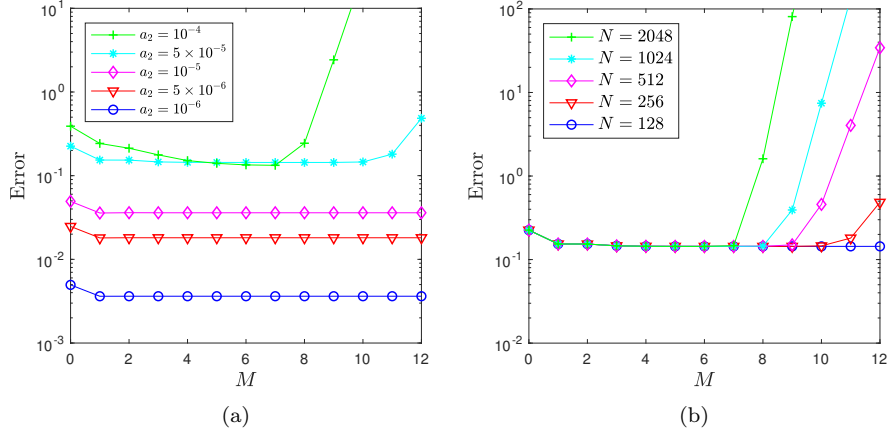 10^1
10^0
10^-1
10^-2
10^-3
Error
a_2 = 10^-4
a_2 = 5 × 10^-5
a_2 = 10^-5
a_2 = 5 × 10^-6
a_2 = 10^-6
0 2 4 6 8 10 12
M
(a)
10^2
10^1
10^0
10^-1
10^-2
Error
N = 2048
N = 1024
N = 512
N = 256
N = 128
0 2 4 6 8 10 12
M
(b)